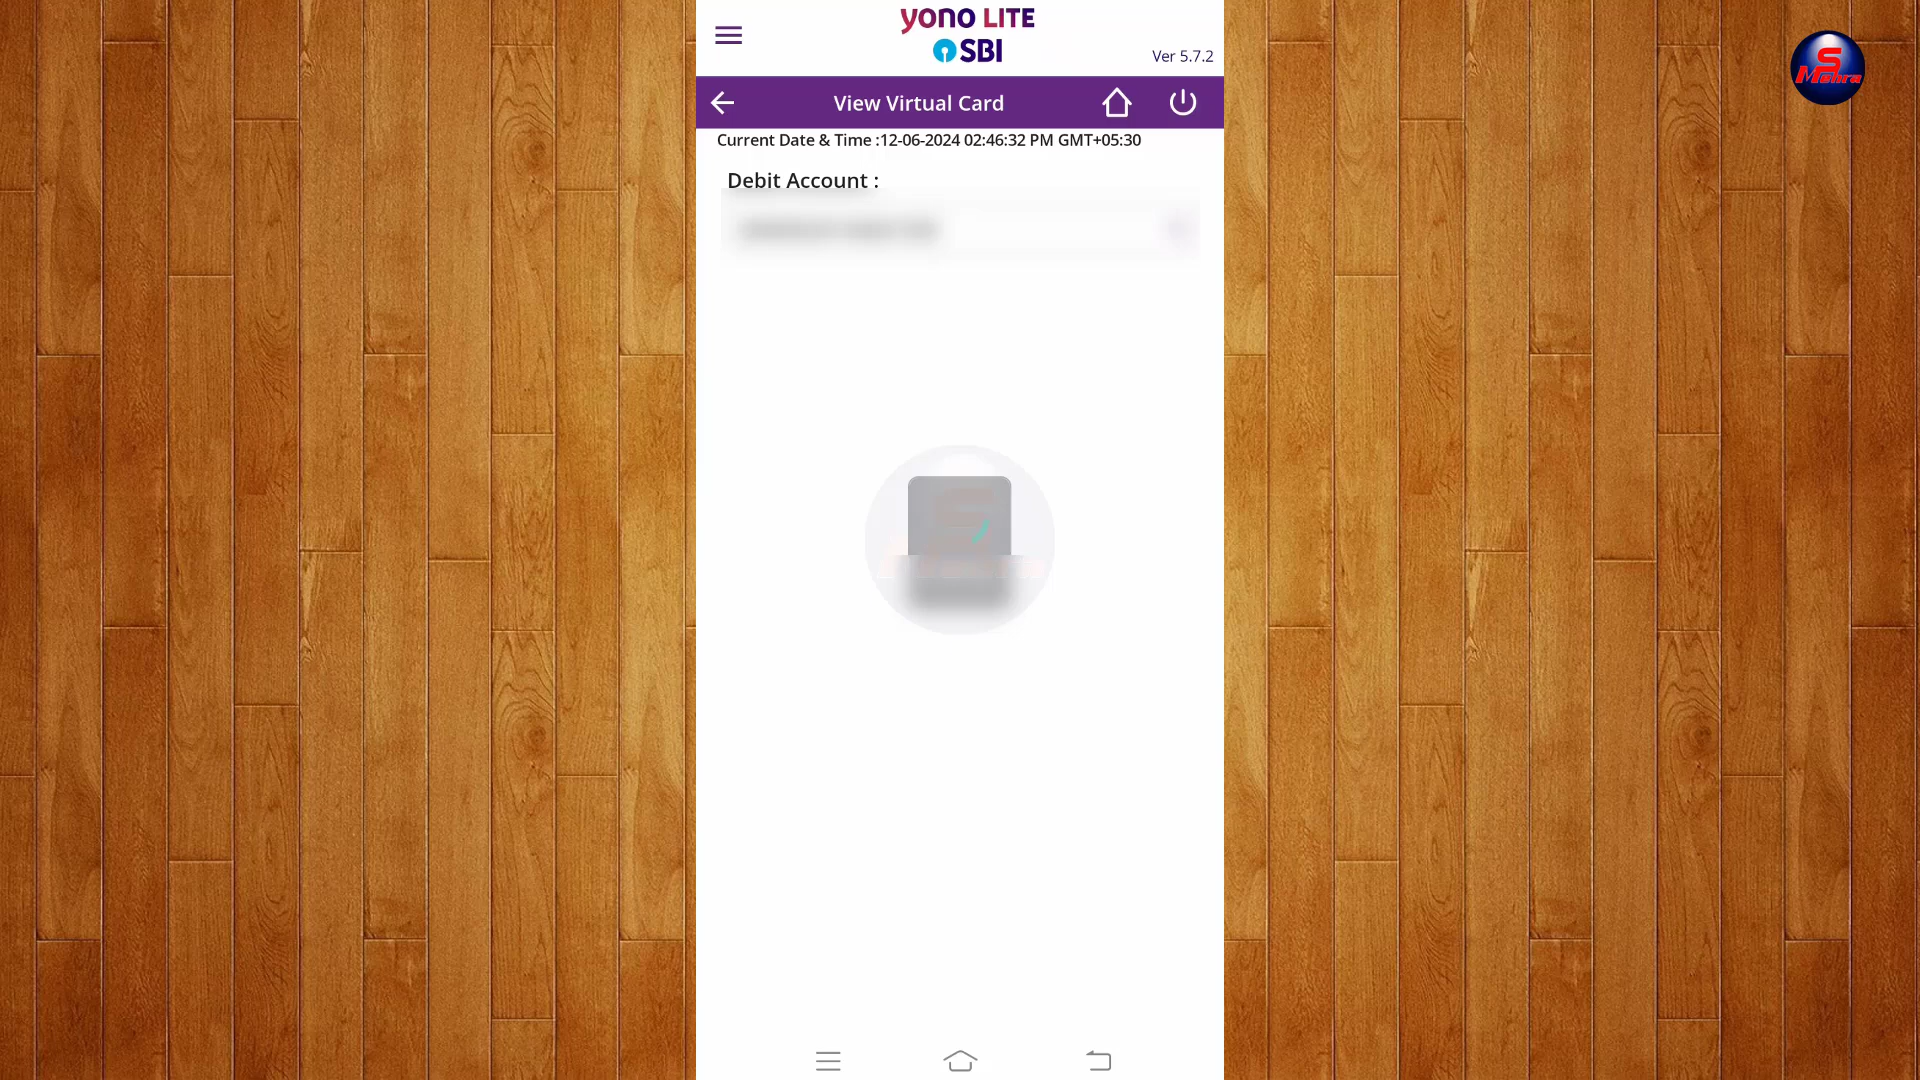 yono LITE
SBI
Ver 5.7.2
View Virtual Card
Current Date & Time :12-06-2024 02:46:32 PM GMT+05:30
Debit Account :
S
Mehra